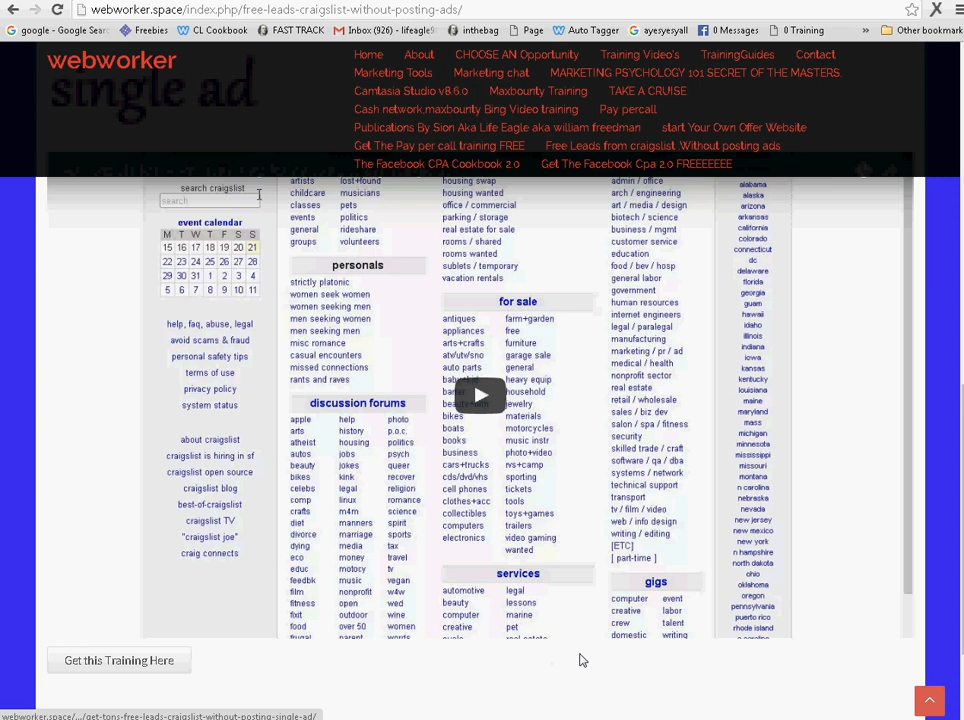 webworker.space/index.php/free-leads-craigslist-without-posting-ads/
google - Google Sear Freebies CL Cookbook FAST TRACK Inbox (926) - lifeagle9 inthebag Page Auto Tagger ayesyesyall 0 Messages 0 Training » Other bookmark
webworker
single ad
Home About CHOOSE AN Opportunity Training Video's TrainingGuides Contact
Marketing Tools Marketing chat MARKETING PSYCHOLOGY 101 SECRET OF THE MASTERS.
Camtasia Studio v8.6.0 Maxbounty Training TAKE A CRUISE
Cash network,maxbounty Bing Video training Pay percall
Publications By Sion Aka Life Eagle aka william freedman start Your Own Offer Website
Get The Pay per call training FREE Free Leads from craigslist .Without posting ads
The Facebook CPA Cookbook 2.0 Get The Facebook Cpa 2.0 FREEEEEEE
search craigslist
search
event calendar
M T W T F S S
15 16 17 18 19 20 21
22 23 24 25 26 27 28
29 30 31 1 2 3 4
5 6 7 8 9 10 11
help, faq, abuse, legal
avoid scams & fraud
personal safety tips
terms of use
privacy policy
system status
about craigslist
craigslist is hiring in sf
craigslist open source
craigslist blog
best-of-craigslist
craigslist TV
"craigslist joe"
craig connects
artists lost+found
childcare musicians
classes pets
events politics
general rideshare
groups volunteers
personals
strictly platonic
women seek women
women seeking men
men seeking women
men seeking men
misc romance
casual encounters
missed connections
rants and raves
discussion forums
apple help photo
arts history p.o.c.
atheist housing politics
autos jobs psych
beauty jokes queer
bikes kink recover
celebs legal religion
comp linux romance
crafts m4m science
diet manners spirit
divorce marriage sports
dying media tax
eco money travel
educ motocy tv
feedbk music vegan
film nonprofit w4w
fitness open wed
fixit outdoor wine
food over 50 women
frugal parent words
housing swap
housing wanted
office / commercial
parking / storage
real estate for sale
rooms / shared
rooms wanted
sublets / temporary
vacation rentals
for sale
antiques farm+garden
appliances free
arts+crafts furniture
atv/utv/sno garage sale
auto parts general
baby+kid heavy equip
household
jewelry
bikes materials
boats motorcycles
books music instr
business photo+video
cars+trucks rvs+camp
cds/dvd/vhs sporting
cell phones tickets
clothes+acc tools
collectibles toys+games
computers trailers
electronics video gaming
wanted
services
automotive legal
beauty lessons
computer marine
creative pet
cycle real estate
admin / office
arch / engineering
art / media / design
biotech / science
business / mgmt
customer service
education
food / bev / hosp
general labor
government
human resources
internet engineers
legal / paralegal
manufacturing
marketing / pr / ad
medical / health
nonprofit sector
real estate
retail / wholesale
sales / biz dev
salon / spa / fitness
security
skilled trade / craft
software / qa / dba
systems / network
technical support
transport
tv / film / video
web / info design
writing / editing
[ETC]
[ part-time ]
gigs
computer event
creative labor
crew talent
domestic writing
alabama
alaska
arizona
arkansas
california
colorado
connecticut
dc
delaware
florida
georgia
guam
hawaii
idaho
illinois
indiana
iowa
kansas
kentucky
louisiana
maine
maryland
mass
michigan
minnesota
mississippi
missouri
montana
n carolina
nebraska
nevada
new jersey
new mexico
new york
n hampshire
north dakota
ohio
oklahoma
oregon
pennsylvania
puerto rico
rhode island
Get this Training Here
webworker.space/.../get-tons-free-leads-craigslist-without-posting-single-ad/